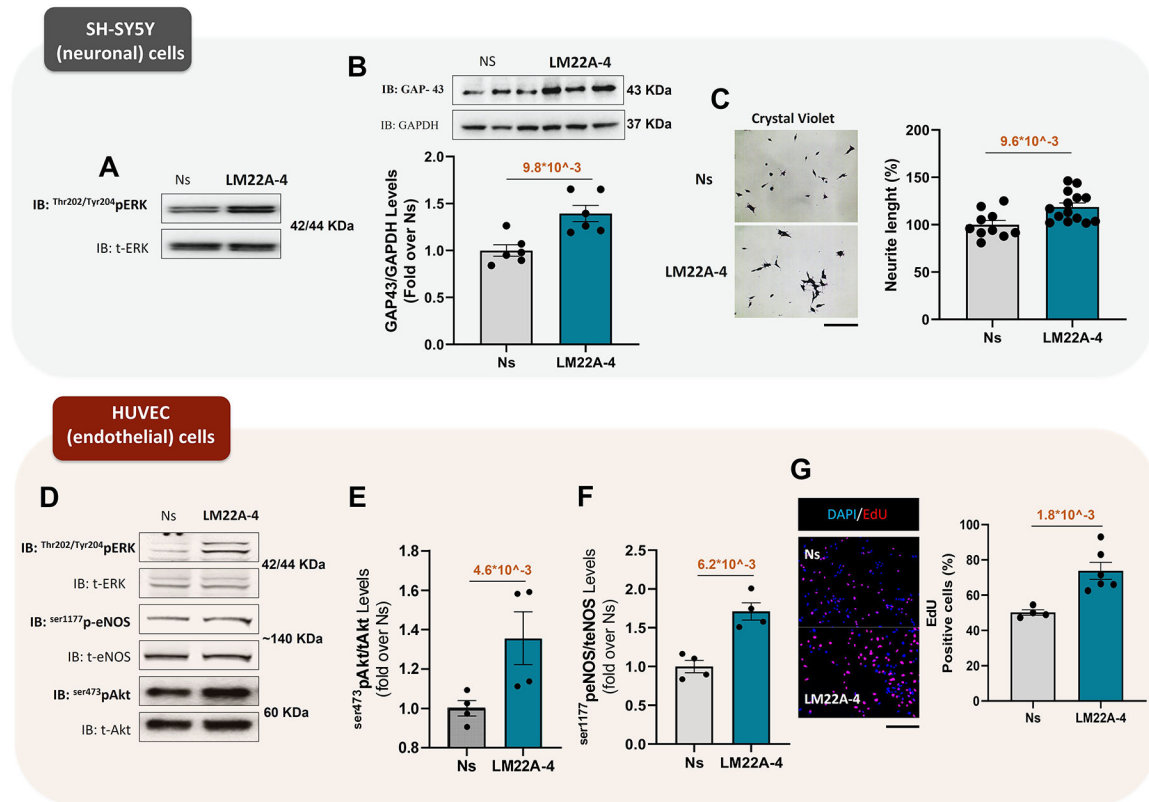 SH-SY5Y
(neuronal) cells
A
Ns LM22A-4
IB: Thr202/Tyr204pERK
42/44 KDa
IB: t-ERK
B
NS LM22A-4
IB: GAP- 43
43 KDa
IB: GAPDH
37 KDa
9.8*10^-3
GAP43/GAPDH Levels
(Fold over Ns)
2.0
1.5
1.0
0.5
0.0
Ns LM22A-4
C
Crystal Violet
Ns
LM22A-4
9.6*10^-3
Neurite lenght (%)
200
150
100
50
0
Ns LM22A-4
HUVEC
(endothelial) cells
D
Ns LM22A-4
IB: Thr202/Tyr204pERK
42/44 KDa
IB: t-ERK
IB: ser1177p-eNOS
~140 KDa
IB: t-eNOS
IB: ser473pAkt
60 KDa
IB: t-Akt
E
4.6*10^-3
ser473pAkt/tAkt Levels
(fold over Ns)
1.8
1.6
1.4
1.2
1.0
0.8
Ns LM22A-4
F
6.2*10^-3
ser1177peNOS/teNOS Levels
(fold over Ns)
2.5
2.0
1.5
1.0
0.5
0.0
Ns LM22A-4
G
DAPI/EdU
Ns
LM22A-4
1.8*10^-3
EdU
Positive cells (%)
100
80
60
40
20
0
Ns LM22A-4